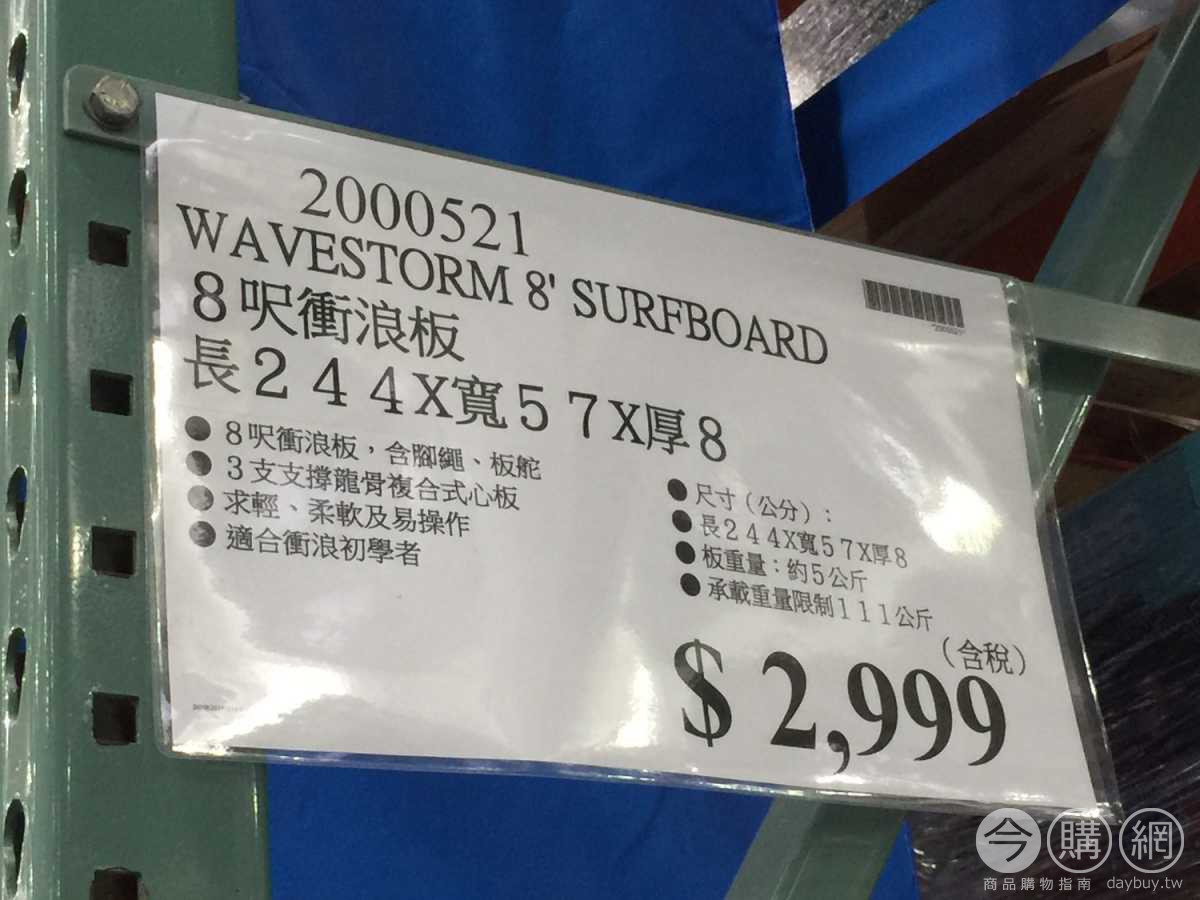 2000521
WAVESTORM 8' SURFBOARD
8呎衝浪板
長244X寬57X厚8
●8呎衝浪板，含腳繩、板舵
●3支支撐龍骨複合式心板
●求輕、柔軟及易操作
●適合衝浪初學者
●尺寸（公分）：
●長244X寬57X厚8
●板重量：約5公斤
●承載重量限制111公斤
（含稅）
$ 2,999
今購網
商品購物指南 daybuy.tw